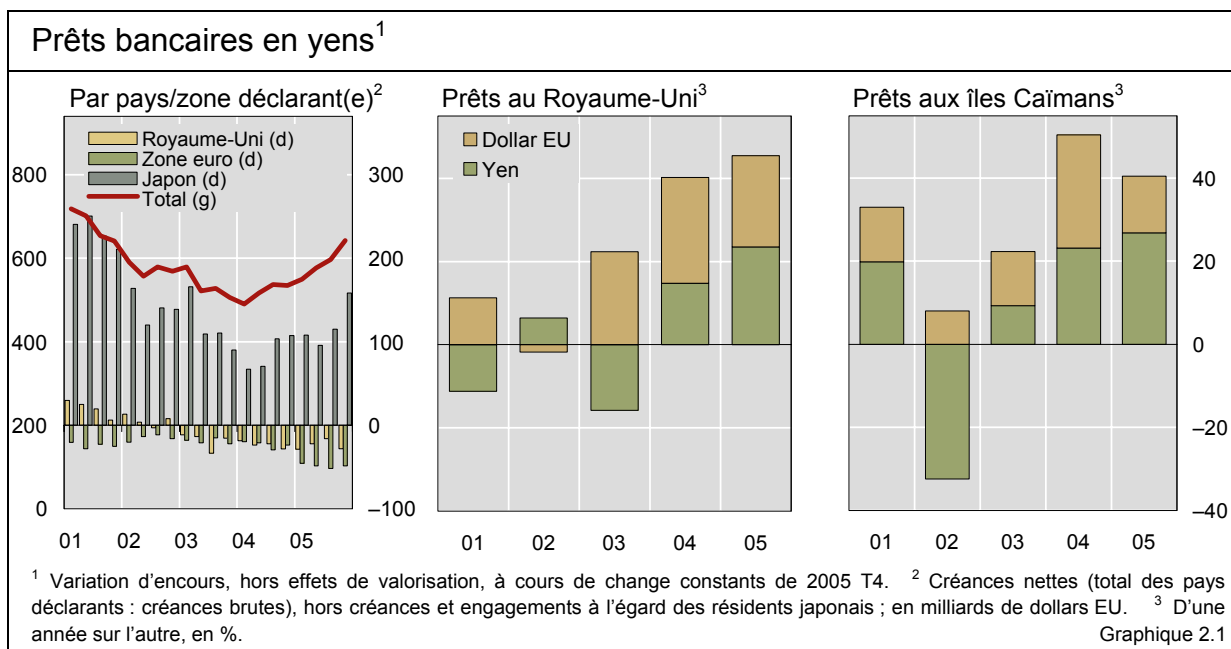 Prêts bancaires en yens1
Par pays/zone déclarant(e)2
Royaume-Uni (d)
Zone euro (d)
Japon (d)
Total (g)
800
600
400
200
0
300
200
100
0
–100
01 02 03 04 05
Prêts au Royaume-Uni3
Dollar EU
Yen
01 02 03 04 05
Prêts aux îles Caïmans3
40
20
0
–20
–40
01 02 03 04 05
1 Variation d’encours, hors effets de valorisation, à cours de change constants de 2005 T4. 2 Créances nettes (total des pays
déclarants : créances brutes), hors créances et engagements à l’égard des résidents japonais ; en milliards de dollars EU. 3 D’une
année sur l’autre, en %. Graphique 2.1